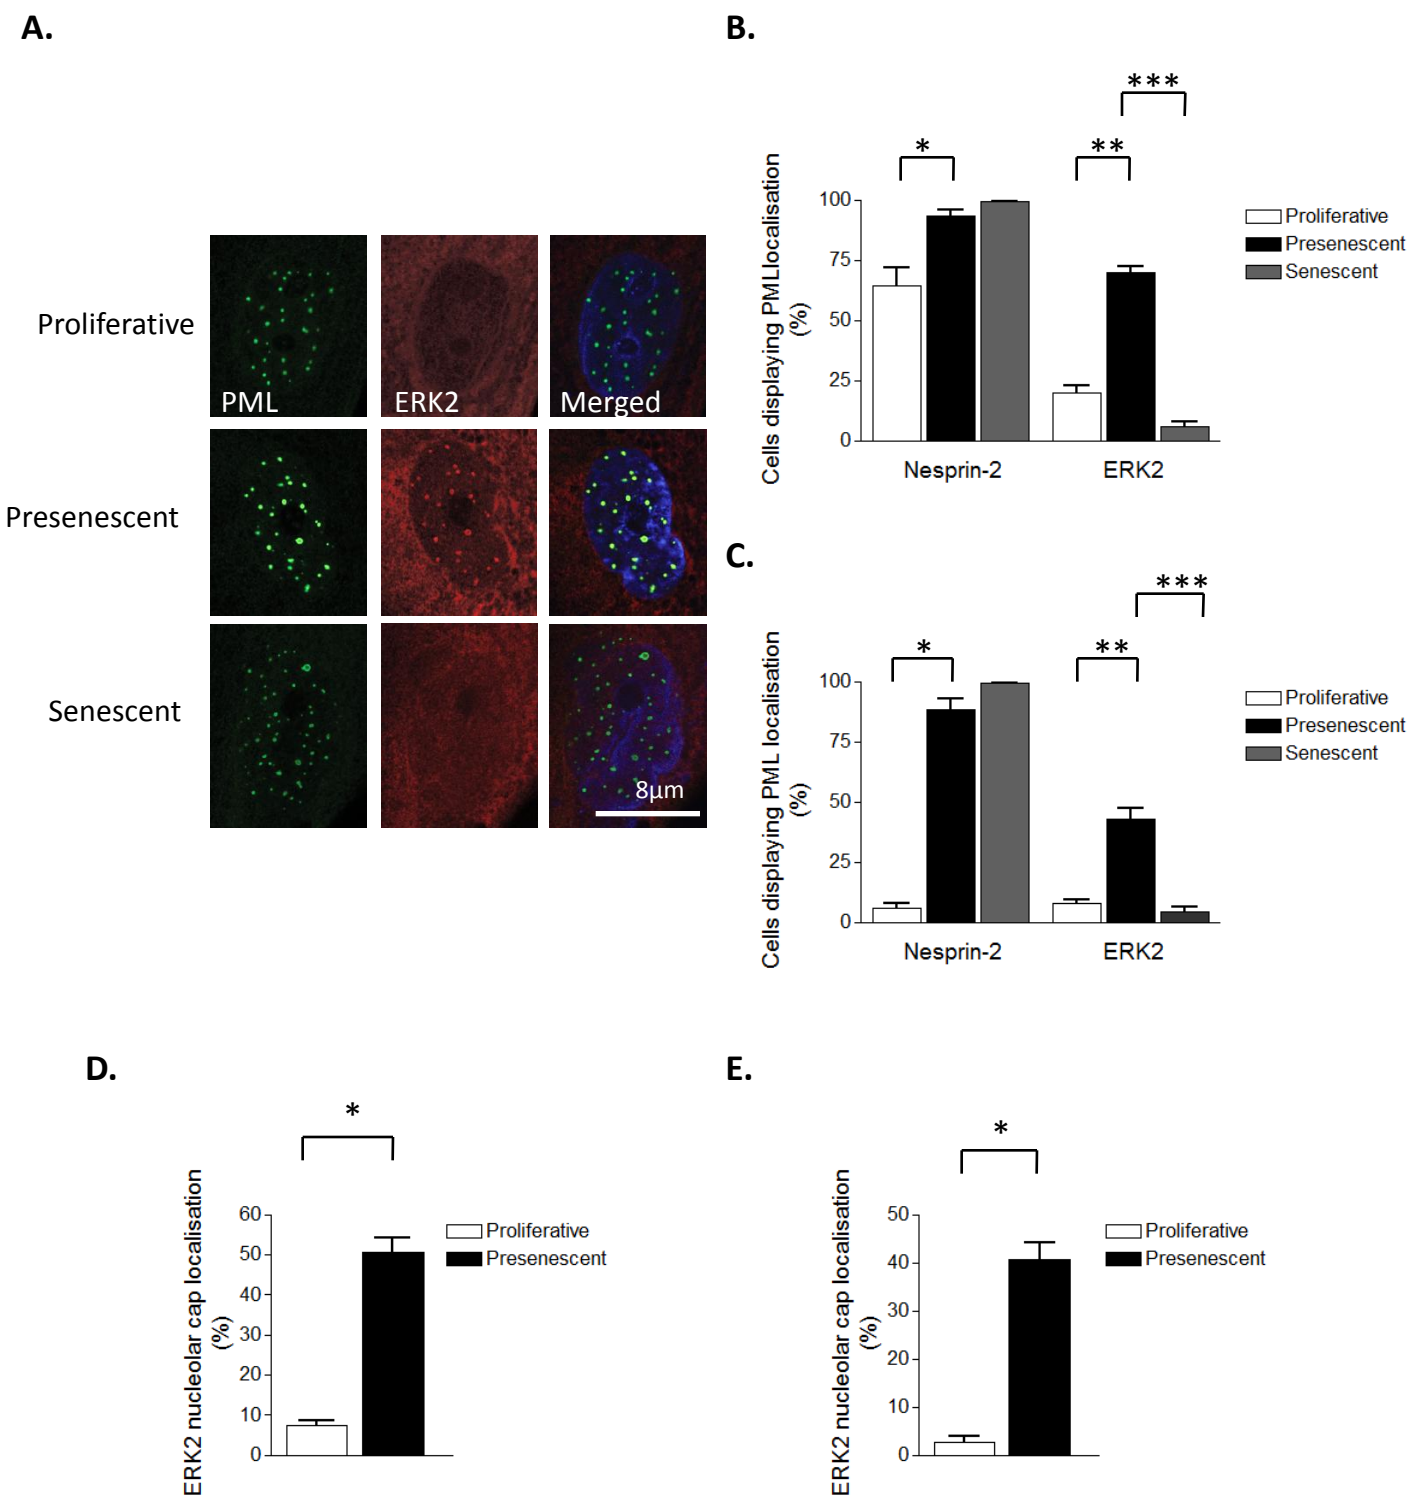 A.
Proliferative
PML
ERK2
Merged
Presenescent
Senescent
8μm
B.
***
*
**
Cells displaying PMLlocalisation
(%)
100
75
50
25
0
Nesprin-2
ERK2
Proliferative
Presenescent
Senescent
C.
***
*
**
Cells displaying PML localisation
(%)
100
75
50
25
0
Nesprin-2
ERK2
Proliferative
Presenescent
Senescent
D.
*
ERK2 nucleolar cap localisation
(%)
60
50
40
30
20
10
0
Proliferative
Presenescent
E.
*
ERK2 nucleolar cap localisation
(%)
50
40
30
20
10
0
Proliferative
Presenescent